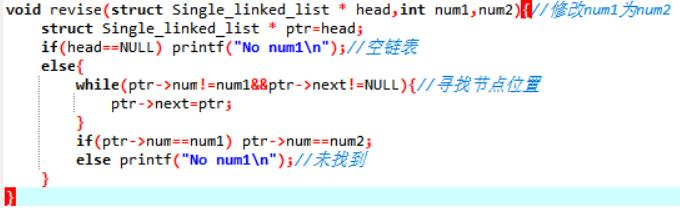 void revise(struct Single_linked_list * head,int num1,num2){//修改num1为num2
    struct Single_linked_list * ptr=head;
    if(head==NULL) printf("No num1\n");//空链表
    else{
        while(ptr->num!=num1&&ptr->next!=NULL){//寻找节点位置
            ptr->next=ptr;
        }
        if(ptr->num==num1) ptr->num==num2;
        else printf("No num1\n");//未找到
    }
}